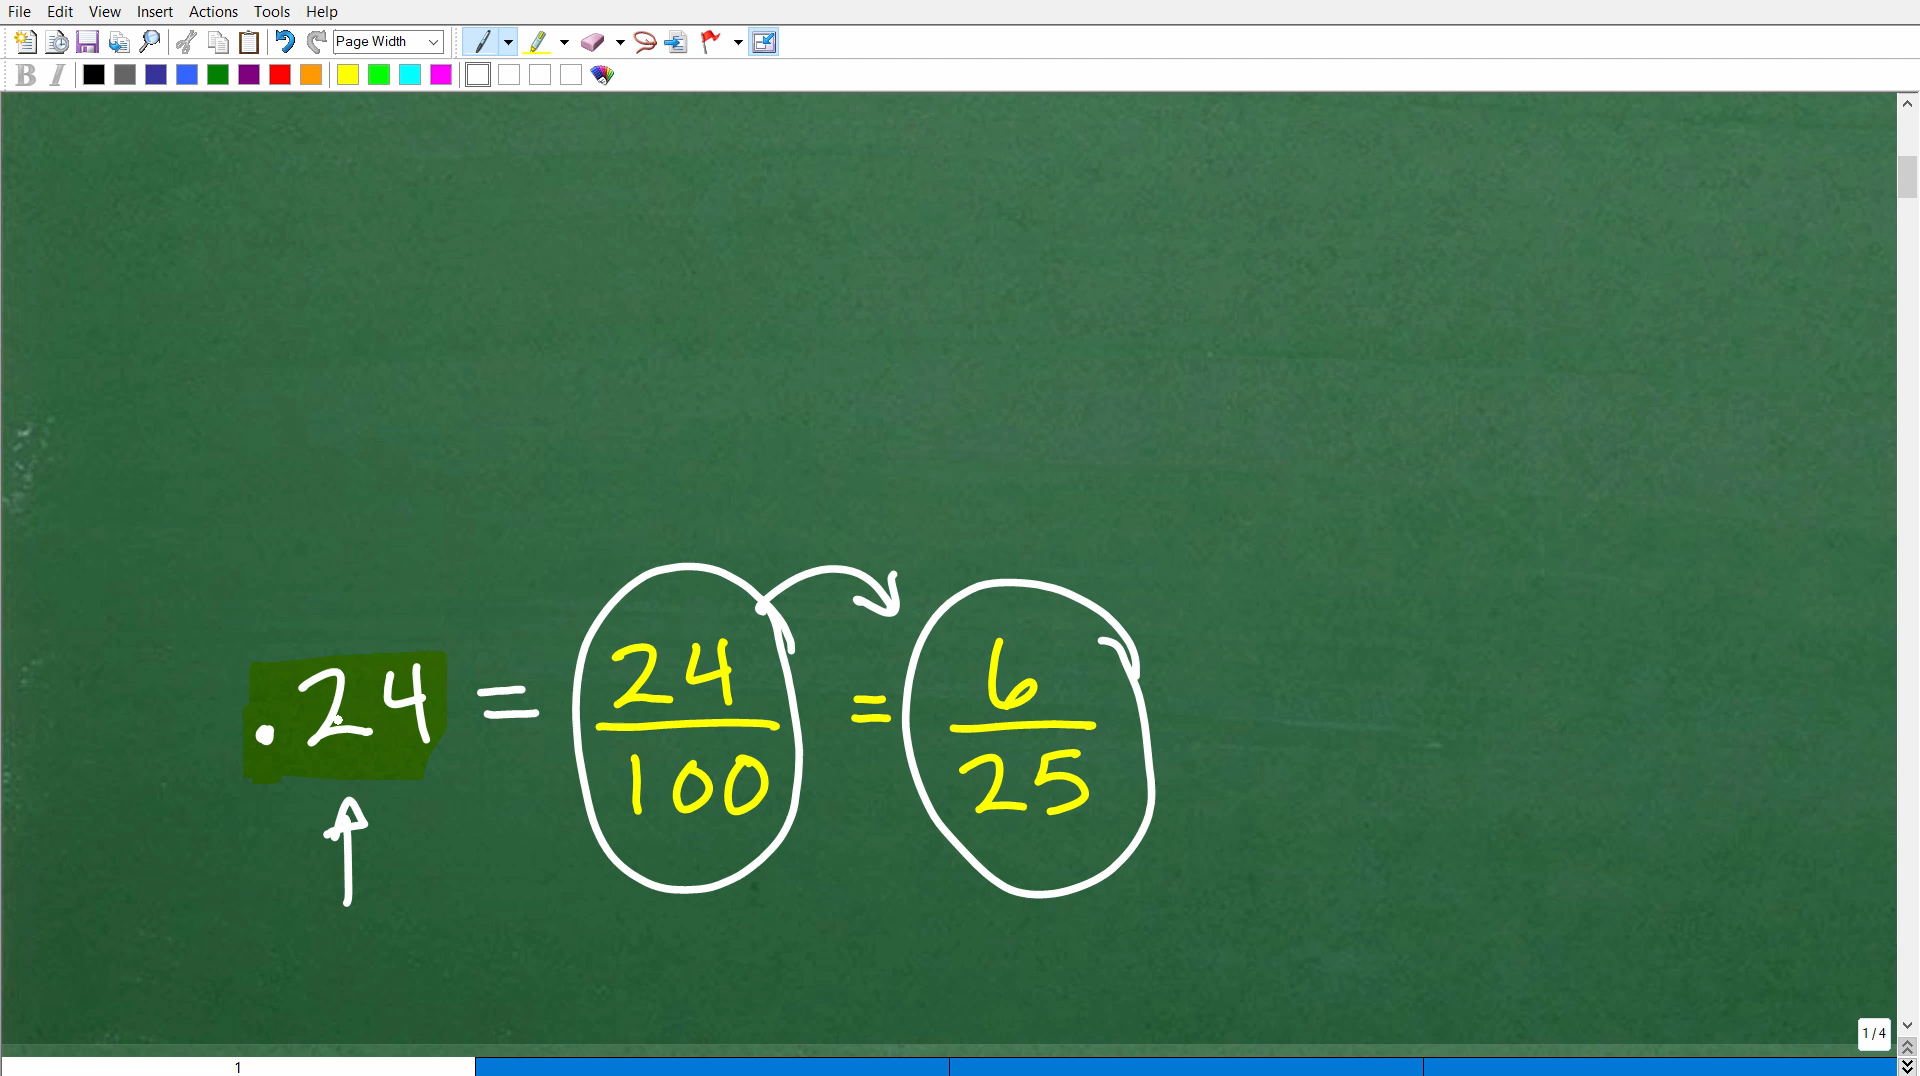 File Edit View Insert Actions Tools Help
Page Width
B I
.24 = 24/100 = 6/25
1 / 4
1